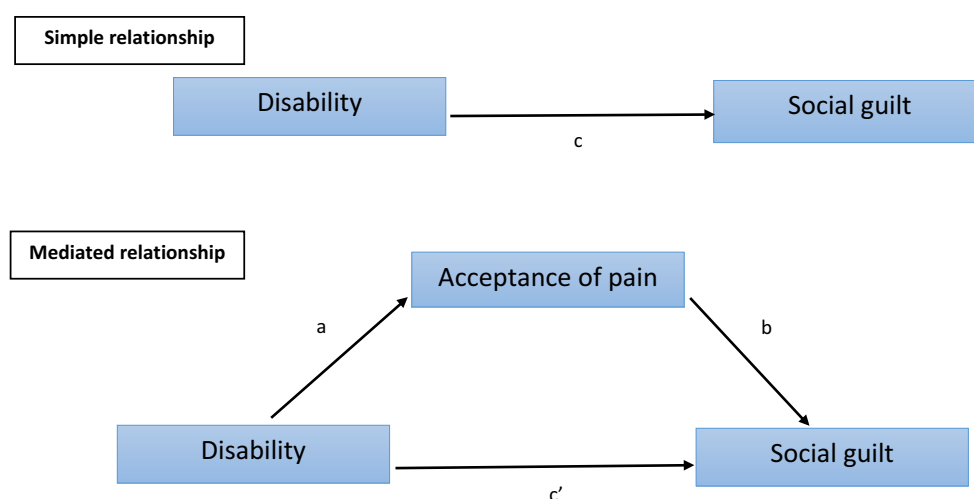 Simple relationship
Disability
Social guilt
c
Mediated relationship
Acceptance of pain
a
b
Disability
Social guilt
c’